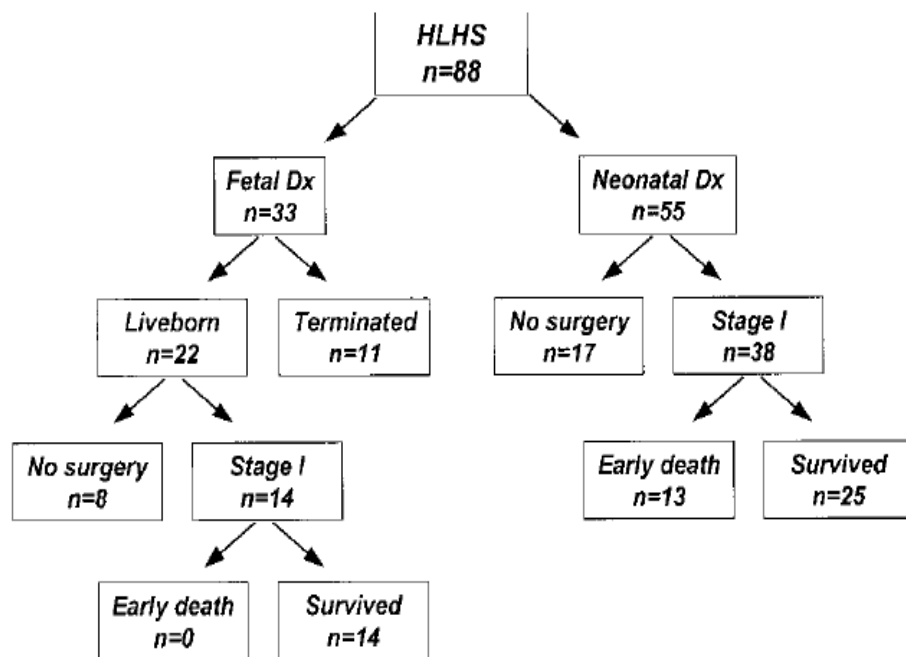 HLHS
n=88
Fetal Dx
n=33
Neonatal Dx
n=55
Liveborn
n=22
Terminated
n=11
No surgery
n=17
Stage I
n=38
No surgery
n=8
Stage I
n=14
Early death
n=13
Survived
n=25
Early death
n=0
Survived
n=14